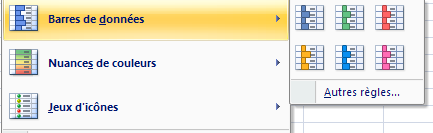 Barres de données
Nuances de couleurs
Jeux d'icônes
Autres règles...